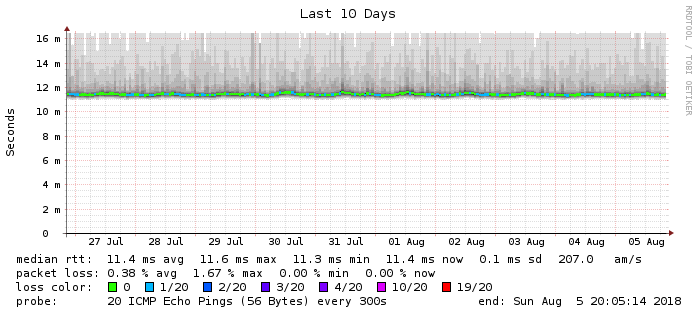 Last 10 Days
RRDTOOL / TOBI OETIKER
Seconds
16 m
14 m
12 m
10 m
8 m
6 m
4 m
2 m
0
27 Jul 28 Jul 29 Jul 30 Jul 31 Jul 01 Aug 02 Aug 03 Aug 04 Aug 05 Aug
median rtt: 11.4 ms avg 11.6 ms max 11.3 ms min 11.4 ms now 0.1 ms sd 207.0 am/s
packet loss: 0.38 % avg 1.67 % max 0.00 % min 0.00 % now
loss color: 0 1/20 2/20 3/20 4/20 10/20 19/20
probe: 20 ICMP Echo Pings (56 Bytes) every 300s end: Sun Aug 5 20:05:14 2018